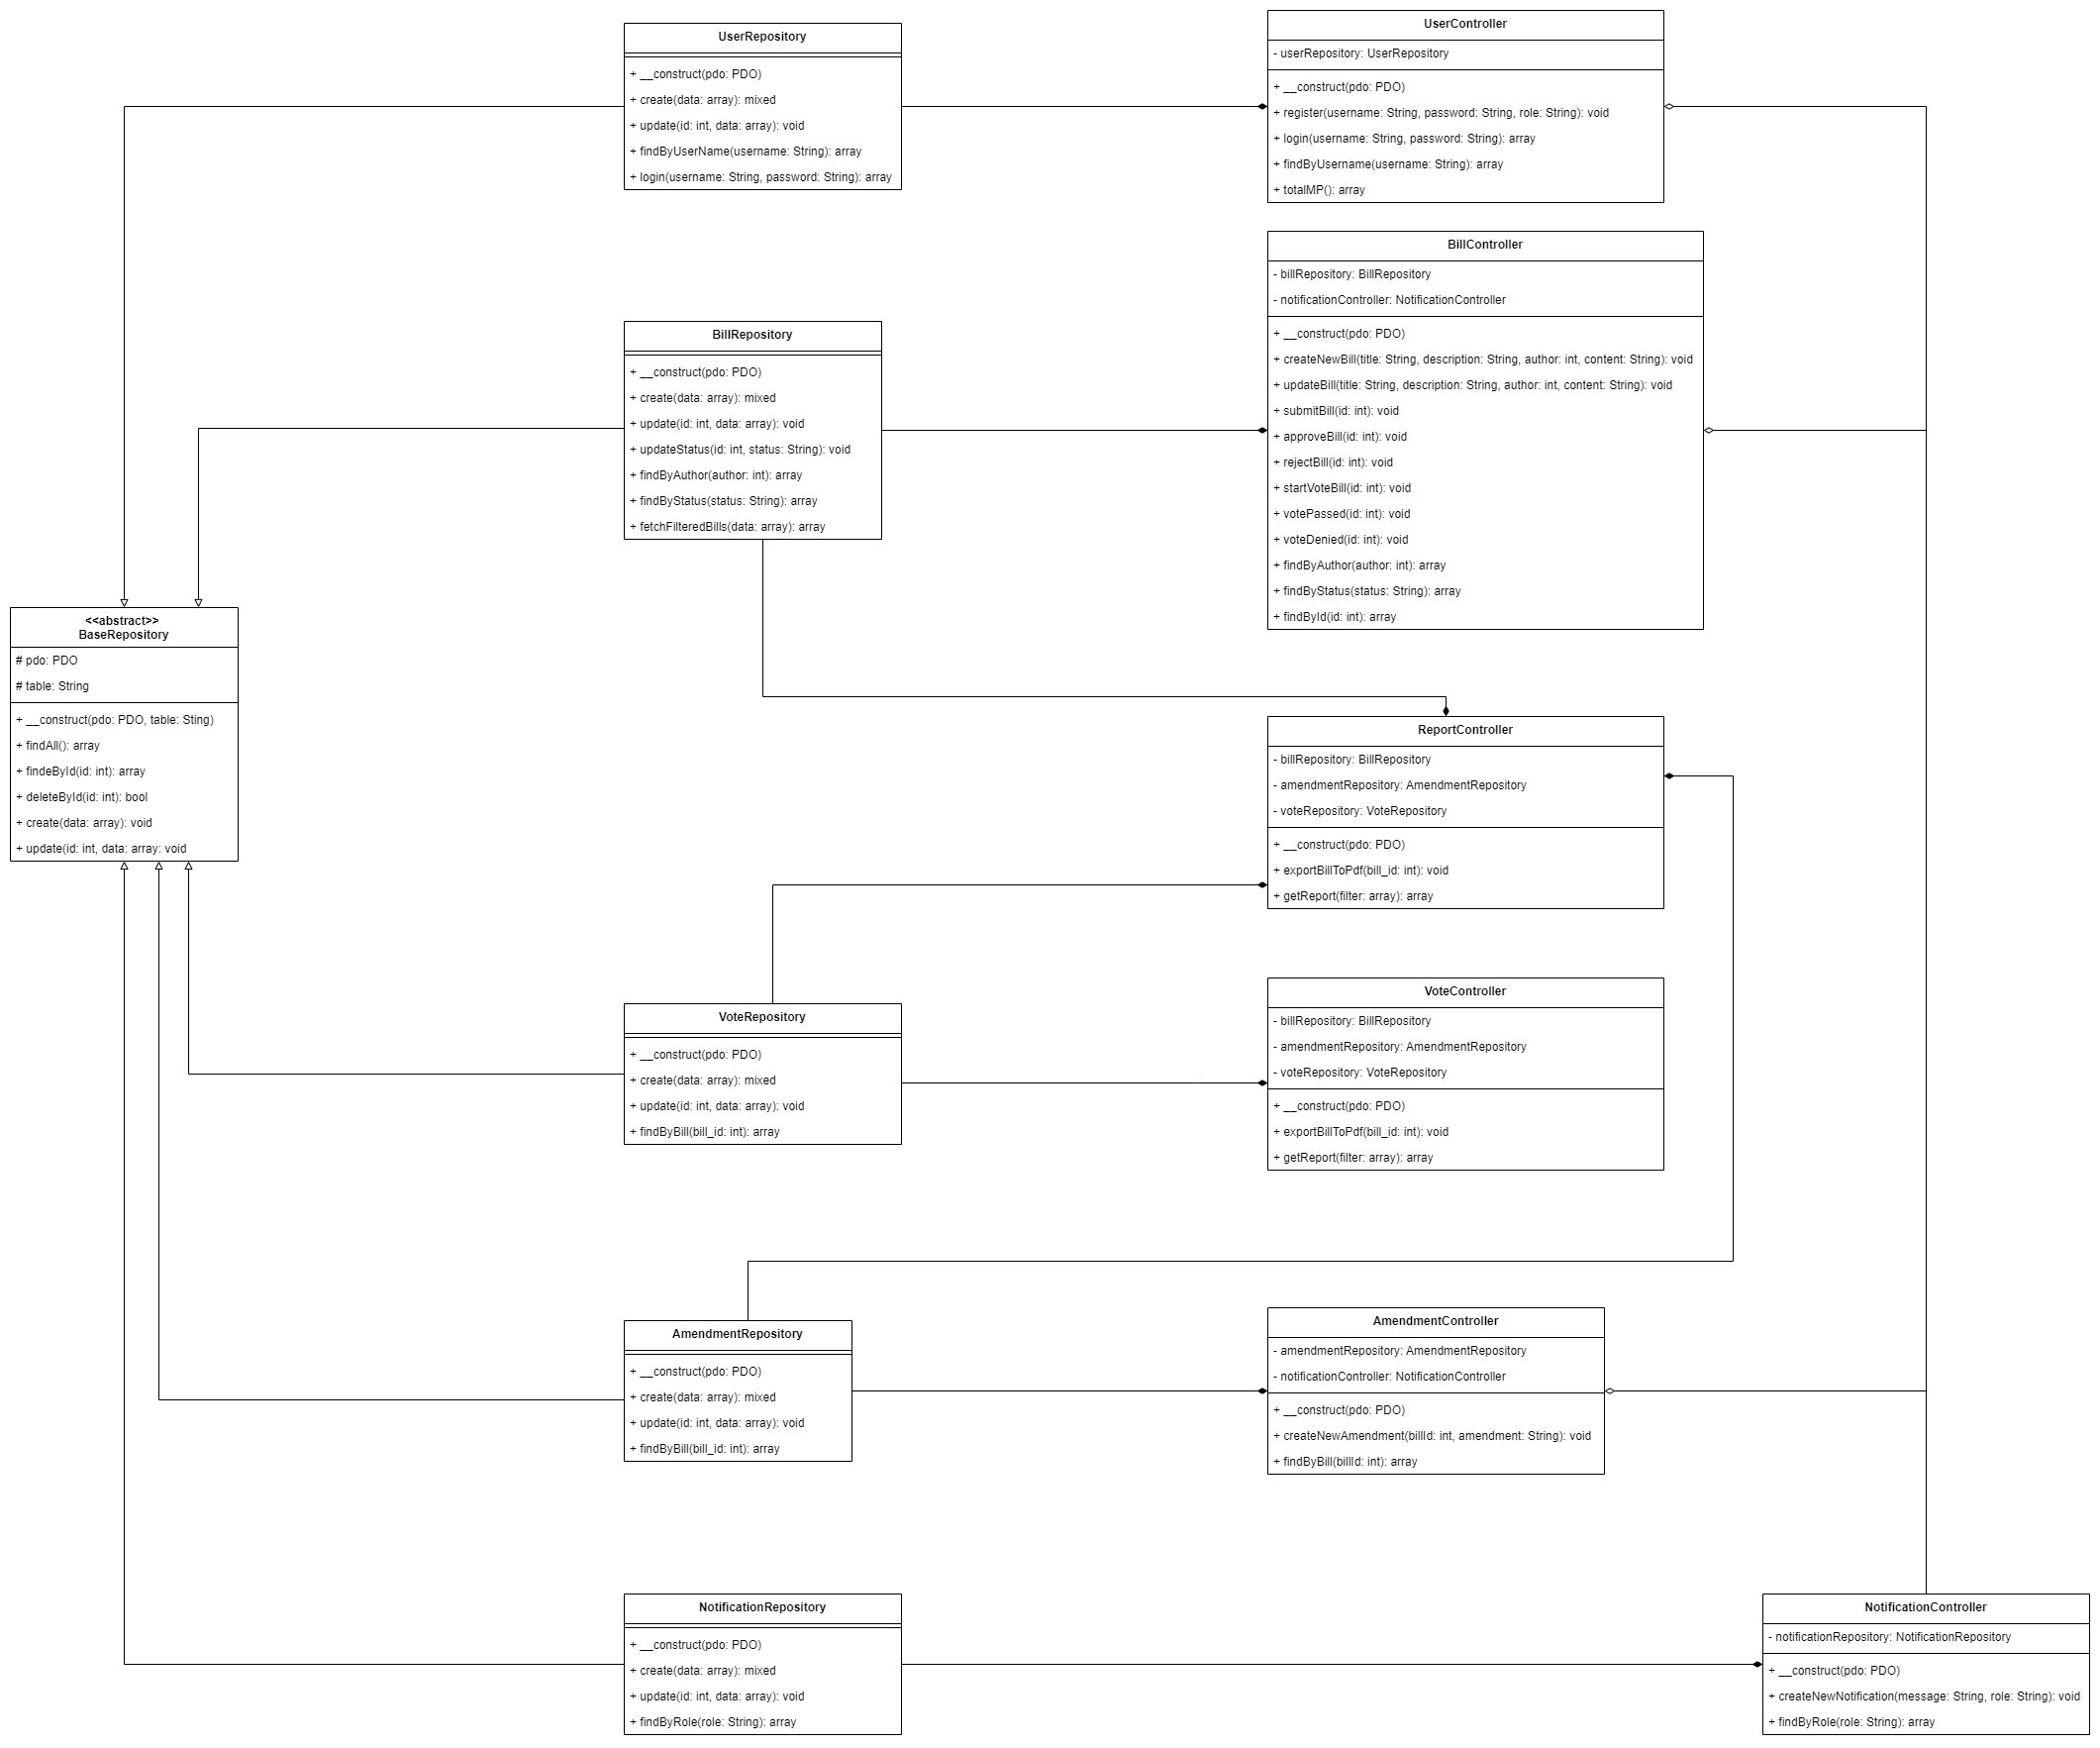 UserRepository
+ __construct(pdo: PDO)
+ create(data: array): mixed
+ update(id: int, data: array): void
+ findByUserName(username: String): array
+ login(username: String, password: String): array
UserController
- userRepository: UserRepository
+ __construct(pdo: PDO)
+ register(username: String, password: String, role: String): void
+ login(username: String, password: String): array
+ findByUsername(username: String): array
+ totalMP(): array
BillRepository
+ __construct(pdo: PDO)
+ create(data: array): mixed
+ update(id: int, data: array): void
+ updateStatus(id: int, status: String): void
+ findByAuthor(author: int): array
+ findByStatus(status: String): array
+ fetchFilteredBills(data: array): array
BillController
- billRepository: BillRepository
- notificationController: NotificationController
+ __construct(pdo: PDO)
+ createNewBill(title: String, description: String, author: int, content: String): void
+ updateBill(title: String, description: String, author: int, content: String): void
+ submitBill(id: int): void
+ approveBill(id: int): void
+ rejectBill(id: int): void
+ startVoteBill(id: int): void
+ votePassed(id: int): void
+ voteDenied(id: int): void
+ findByAuthor(author: int): array
+ findByStatus(status: String): array
+ findById(id: int): array
<<abstract>>
BaseRepository
# pdo: PDO
# table: String
+ __construct(pdo: PDO, table: Sting)
+ findAll(): array
+ findeById(id: int): array
+ deleteById(id: int): bool
+ create(data: array): void
+ update(id: int, data: array: void
ReportController
- billRepository: BillRepository
- amendmentRepository: AmendmentRepository
- voteRepository: VoteRepository
+ __construct(pdo: PDO)
+ exportBillToPdf(bill_id: int): void
+ getReport(filter: array): array
VoteRepository
+ __construct(pdo: PDO)
+ create(data: array): mixed
+ update(id: int, data: array): void
+ findByBill(bill_id: int): array
VoteController
- billRepository: BillRepository
- amendmentRepository: AmendmentRepository
- voteRepository: VoteRepository
+ __construct(pdo: PDO)
+ exportBillToPdf(bill_id: int): void
+ getReport(filter: array): array
AmendmentRepository
+ __construct(pdo: PDO)
+ create(data: array): mixed
+ update(id: int, data: array): void
+ findByBill(bill_id: int): array
AmendmentController
- amendmentRepository: AmendmentRepository
- notificationController: NotificationController
+ __construct(pdo: PDO)
+ createNewAmendment(billId: int, amendment: String): void
+ findByBill(billId: int): array
NotificationRepository
+ __construct(pdo: PDO)
+ create(data: array): mixed
+ update(id: int, data: array): void
+ findByRole(role: String): array
NotificationController
- notificationRepository: NotificationRepository
+ __construct(pdo: PDO)
+ createNewNotification(message: String, role: String): void
+ findByRole(role: String): array